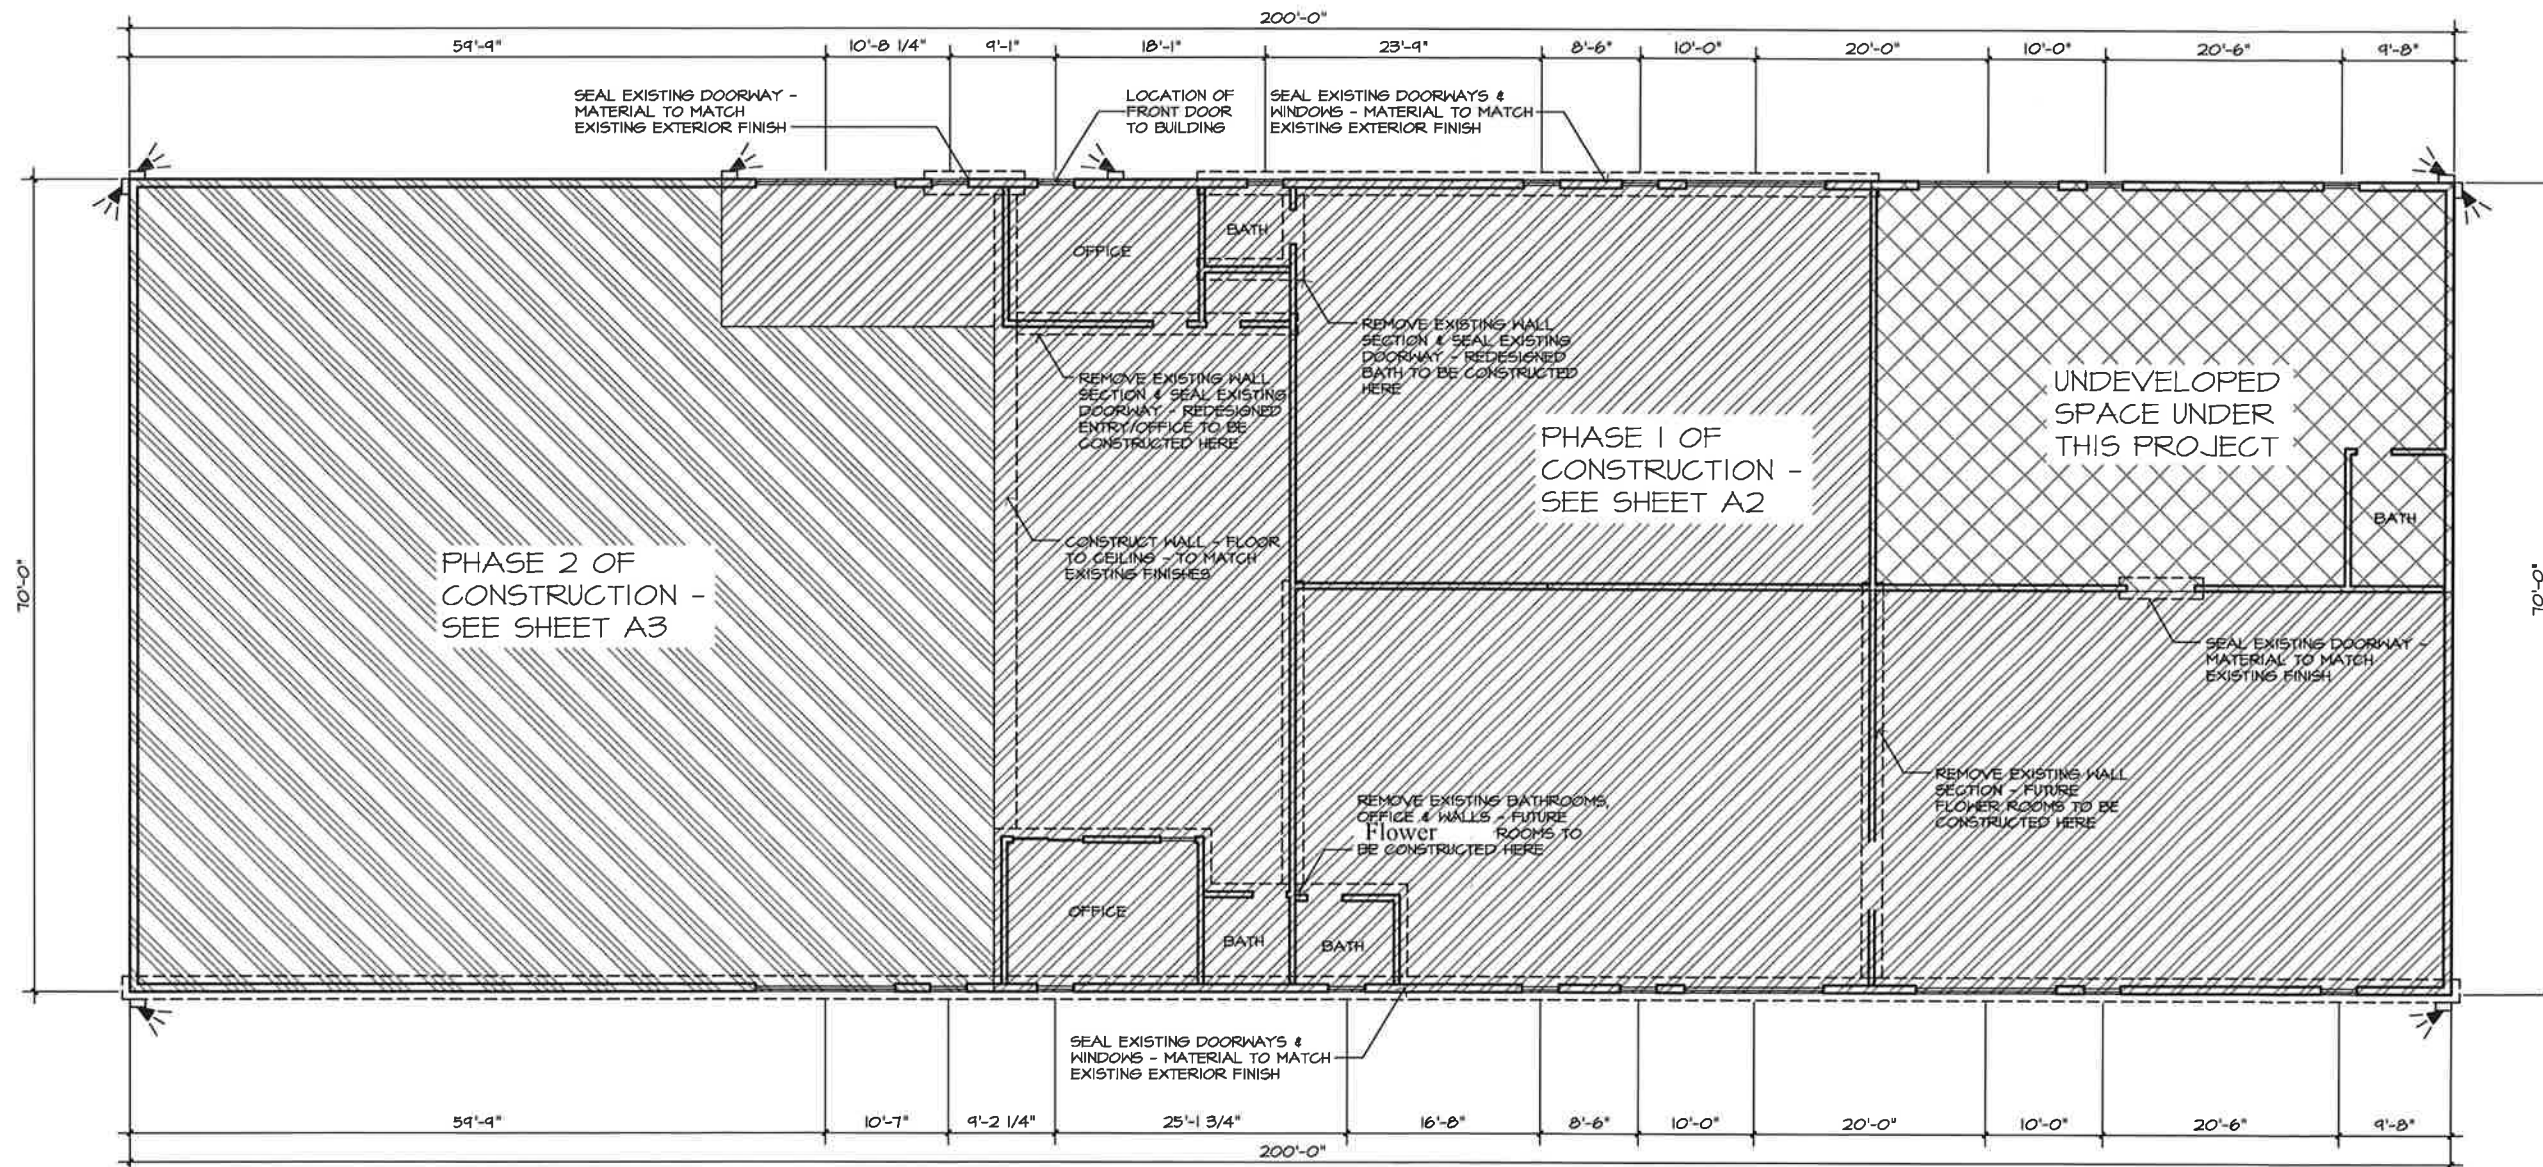 200'-0"
59'-9"
10'-8 1/4"
9'-1"
18'-1"
23'-9"
8'-6"
10'-0"
20'-0"
10'-0"
20'-6"
9'-8"
SEAL EXISTING DOORWAY -
MATERIAL TO MATCH
EXISTING EXTERIOR FINISH
LOCATION OF
FRONT DOOR
TO BUILDING
SEAL EXISTING DOORWAYS &
WINDOWS - MATERIAL TO MATCH
EXISTING EXTERIOR FINISH
OFFICE
BATH
REMOVE EXISTING WALL
SECTION & SEAL EXISTING
DOORWAY - REDESIGNED
BATH TO BE CONSTRUCTED
HERE
REMOVE EXISTING WALL
SECTION & SEAL EXISTING
DOORWAY - REDESIGNED
ENTRY/OFFICE TO BE
CONSTRUCTED HERE
UNDEVELOPED
SPACE UNDER
THIS PROJECT
PHASE 1 OF
CONSTRUCTION -
SEE SHEET A2
BATH
CONSTRUCT WALL - FLOOR
TO CEILING - TO MATCH
EXISTING FINISHES
PHASE 2 OF
CONSTRUCTION -
SEE SHEET A3
70'-0"
70'-0"
SEAL EXISTING DOORWAY -
MATERIAL TO MATCH
EXISTING FINISH
REMOVE EXISTING WALL
SECTION - FUTURE
FLOWER ROOMS TO BE
CONSTRUCTED HERE
REMOVE EXISTING BATHROOMS,
OFFICE & WALLS - FUTURE
Flower ROOMS TO
BE CONSTRUCTED HERE
OFFICE
BATH
BATH
SEAL EXISTING DOORWAYS &
WINDOWS - MATERIAL TO MATCH
EXISTING EXTERIOR FINISH
59'-9"
10'-7"
9'-2 1/4"
25'-1 3/4"
16'-8"
8'-6"
10'-0"
20'-0"
10'-0"
20'-6"
9'-8"
200'-0"